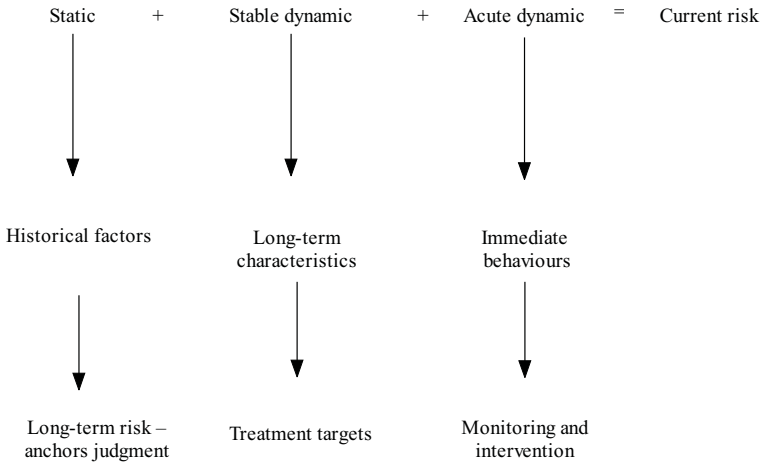 Static + Stable dynamic + Acute dynamic = Current risk
Historical factors
Long-term
characteristics
Immediate
behaviours
Long-term risk –
anchors judgment
Treatment targets
Monitoring and
intervention